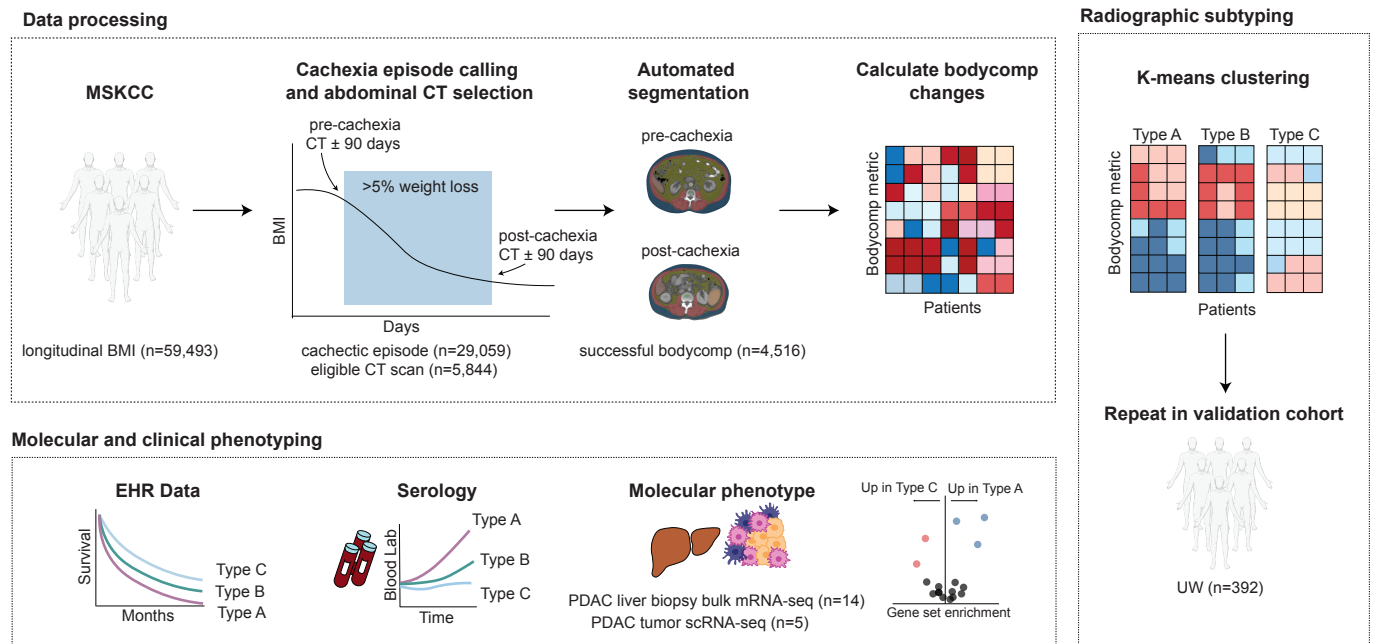 Data processing
MSKCC
longitudinal BMI (n=59,493)
Cachexia episode calling
and abdominal CT selection
pre-cachexia
CT ± 90 days
>5% weight loss
post-cachexia
CT ± 90 days
BMI
Days
cachectic episode (n=29,059)
eligible CT scan (n=5,844)
Automated
segmentation
pre-cachexia
post-cachexia
successful bodycomp (n=4,516)
Calculate bodycomp
changes
Bodycomp metric
Patients
Radiographic subtyping
K-means clustering
Type A
Type B
Type C
Bodycomp metric
Patients
Repeat in validation cohort
UW (n=392)
Molecular and clinical phenotyping
EHR Data
Survival
Type C
Type B
Type A
Months
Serology
Blood Lab
Type A
Type B
Type C
Time
Molecular phenotype
PDAC liver biopsy bulk mRNA-seq (n=14)
PDAC tumor scRNA-seq (n=5)
Up in Type C
Up in Type A
Gene set enrichment